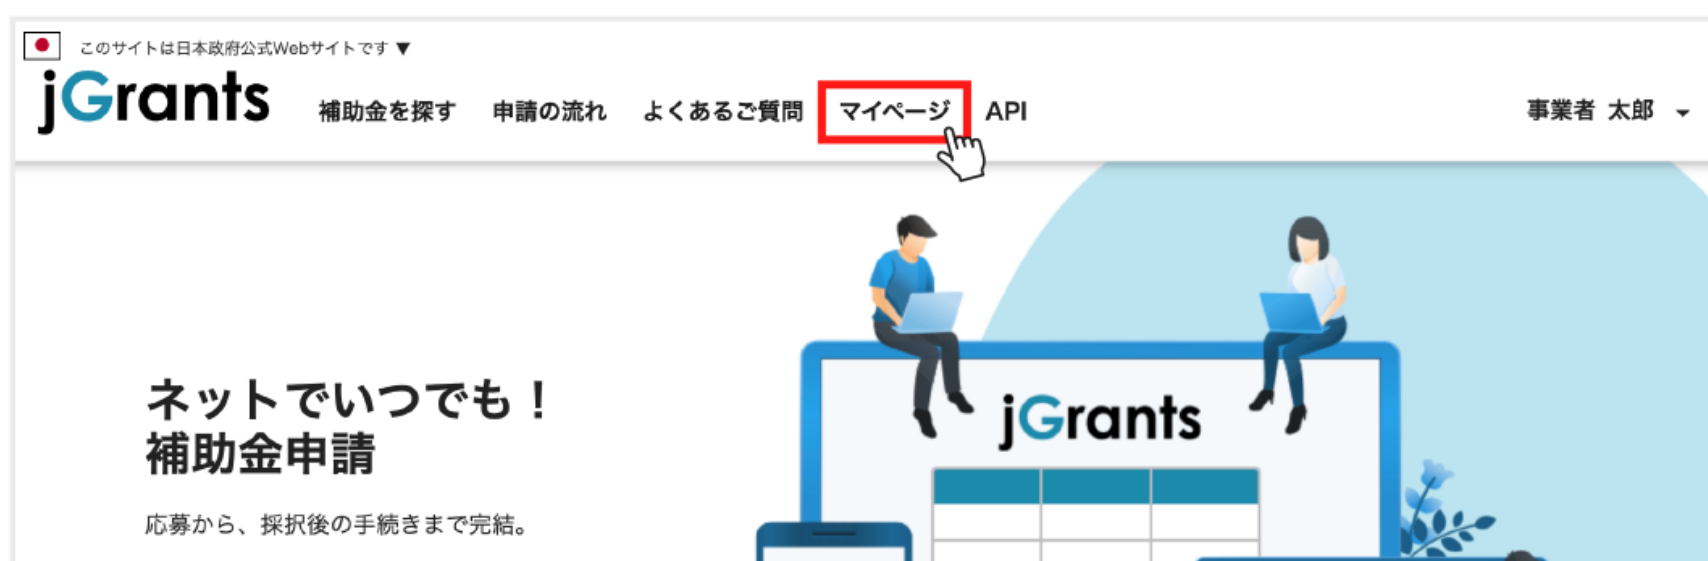 このサイトは日本政府公式Webサイトです ▼
jGrants 補助金を探す 申請の流れ よくあるご質問 マイページ API 事業者 太郎
ネットでいつでも！
補助金申請
応募から、採択後の手続きまで完結。
jGrants